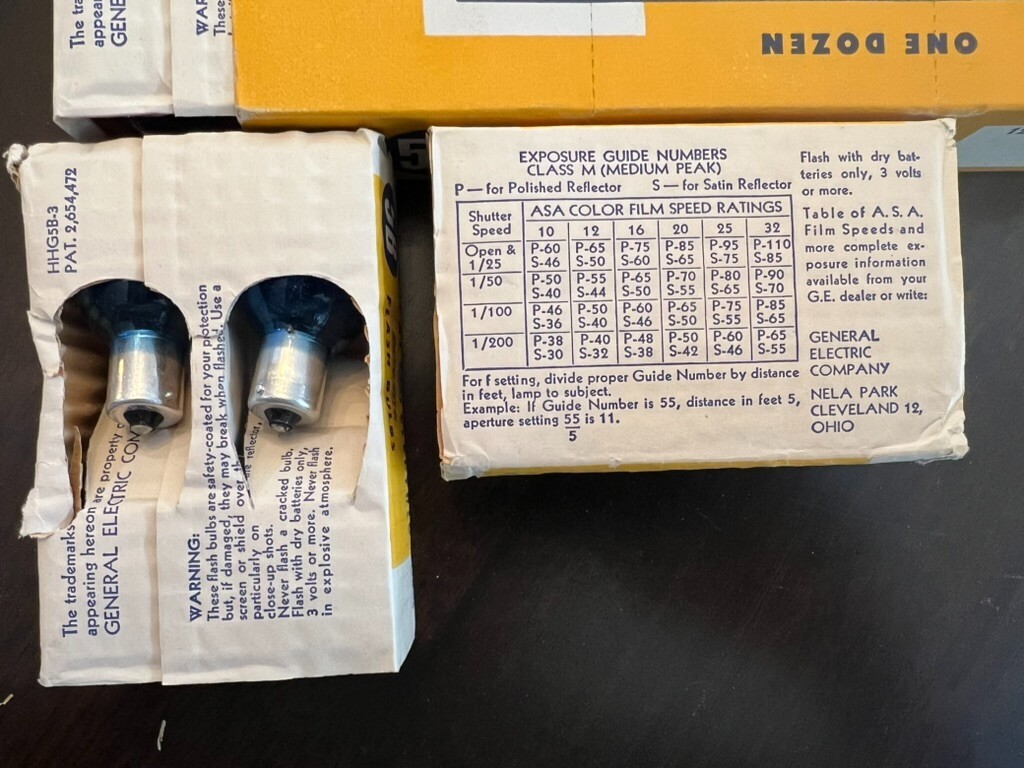 The tra
appear
GENE
WAR
These
ONE DOZEN
5
HHG5B-3
PAT. 2,654,472
The trademarks
appearing hereon are property o
GENERAL ELECTRIC COM
WARNING:
These flash bulbs are safety-coated for your protection
but, if damaged, they may break when flashed. Use a
screen or shield over the reflector,
particularly on
close-up shots.
Never flash a cracked bulb.
Flash with dry batteries only,
3 volts or more. Never flash
in explosive atmosphere.
EXPOSURE GUIDE NUMBERS
CLASS M (MEDIUM PEAK)
P — for Polished Reflector S — for Satin Reflector
Shutter Speed ASA COLOR FILM SPEED RATINGS
10 12 16 20 25 32
Open & 1/25 P-60 P-65 P-75 P-85 P-95 P-110
S-46 S-50 S-60 S-65 S-75 S-85
1/50 P-50 P-55 P-65 P-70 P-80 P-90
S-40 S-44 S-50 S-55 S-65 S-70
1/100 P-46 P-50 P-60 P-65 P-75 P-85
S-36 S-40 S-46 S-50 S-55 S-65
1/200 P-38 P-40 P-48 P-50 P-60 P-65
S-30 S-32 S-38 S-42 S-46 S-55
For f setting, divide proper Guide Number by distance
in feet, lamp to subject.
Example: If Guide Number is 55, distance in feet 5,
aperture setting 55/5 is 11.
Flash with dry bat-
teries only, 3 volts
or more.
Table of A. S. A.
Film Speeds and
more complete ex-
posure information
available from your
G.E. dealer or write:
GENERAL
ELECTRIC
COMPANY
NELA PARK
CLEVELAND 12,
OHIO